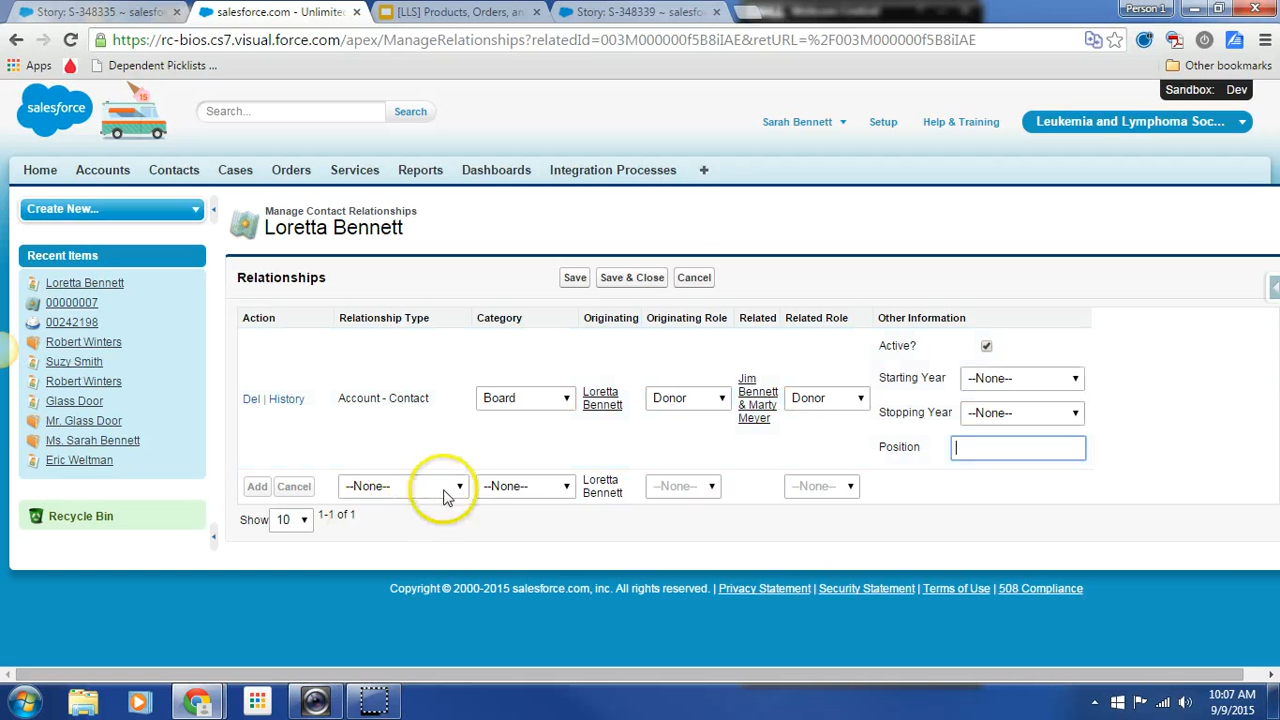 Story: S-348335 ~ salesfo
salesforce.com - Unlimite
[LLS] Products, Orders, an
Story: S-348339 ~ salesfo
Person 1
https://rc-bios.cs7.visual.force.com/apex/ManageRelationships?relatedId=003M000000f5B8iIAE&retURL=%2F003M000000f5B8iIAE
Apps
Dependent Picklists ...
Other bookmarks
salesforce
15
Search...
Search
Sandbox: Dev
Sarah Bennett
Setup
Help & Training
Leukemia and Lymphoma Soc...
Home
Accounts
Contacts
Cases
Orders
Services
Reports
Dashboards
Integration Processes
+
Create New...
Recent Items
Loretta Bennett
00000007
00242198
Robert Winters
Suzy Smith
Robert Winters
Glass Door
Mr. Glass Door
Ms. Sarah Bennett
Eric Weltman
Recycle Bin
Manage Contact Relationships
Loretta Bennett
Relationships
Save
Save & Close
Cancel
Action
Relationship Type
Category
Originating
Originating Role
Related
Related Role
Other Information
Del | History
Account - Contact
Board
Loretta
Bennett
Donor
Jim
Bennett
& Marty
Meyer
Donor
Active?
Starting Year
--None--
Stopping Year
--None--
Position
Add
Cancel
--None--
--None--
Loretta
Bennett
--None--
--None--
Show
10
1-1 of 1
Copyright © 2000-2015 salesforce.com, inc. All rights reserved. | Privacy Statement | Security Statement | Terms of Use | 508 Compliance
10:07 AM
9/9/2015